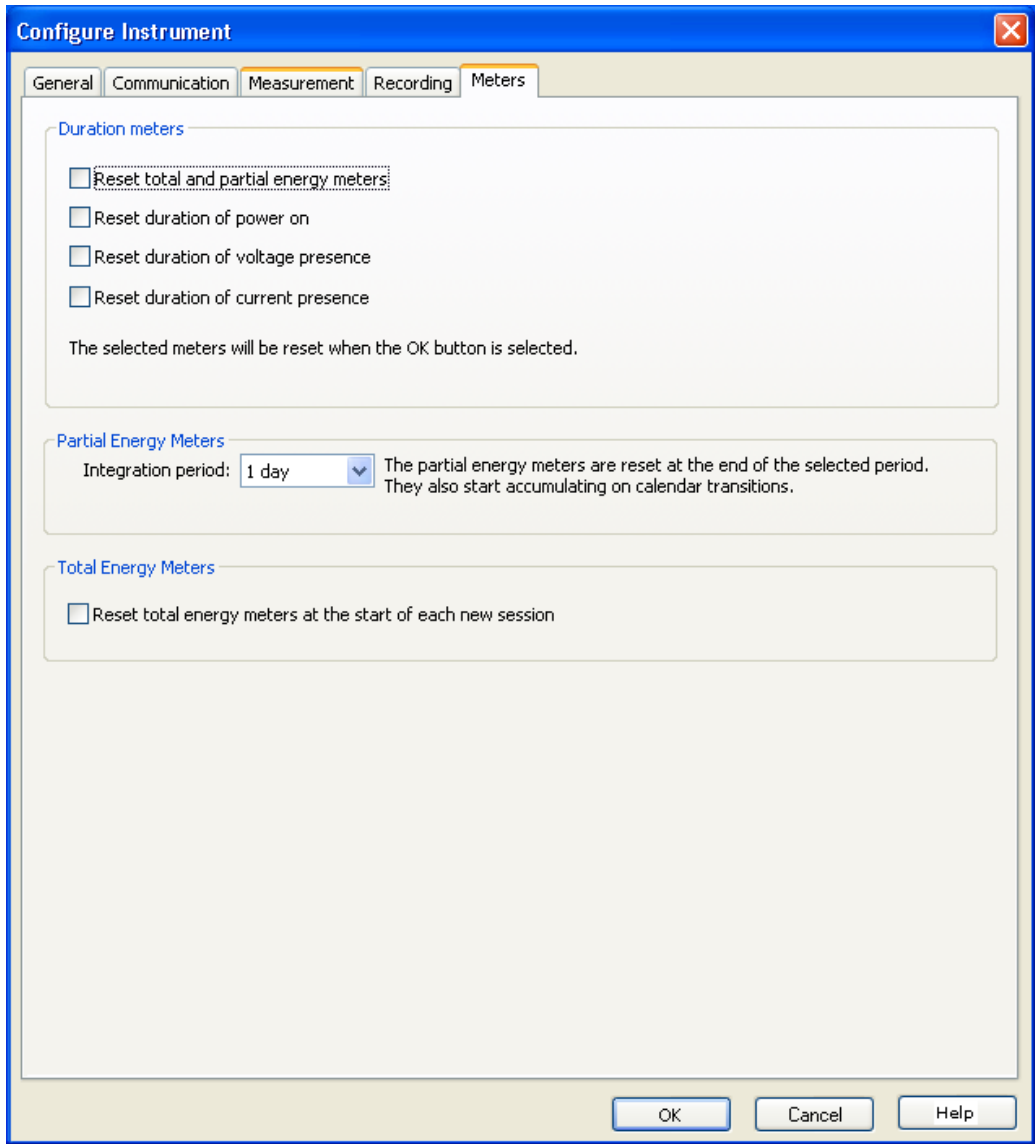 Configure Instrument
General Communication Measurement Recording Meters
Duration meters
Reset total and partial energy meters
Reset duration of power on
Reset duration of voltage presence
Reset duration of current presence
The selected meters will be reset when the OK button is selected.
Partial Energy Meters
Integration period: 1 day The partial energy meters are reset at the end of the selected period.
They also start accumulating on calendar transitions.
Total Energy Meters
Reset total energy meters at the start of each new session
OK Cancel Help